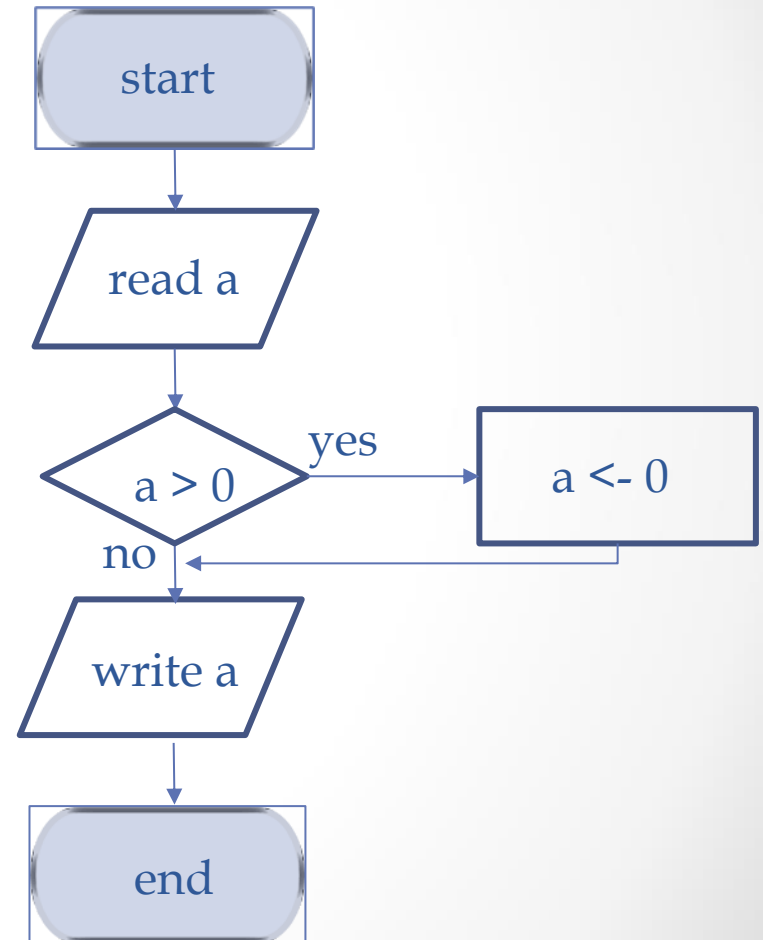 start
read a
a > 0
yes
a <- 0
no
write a
end